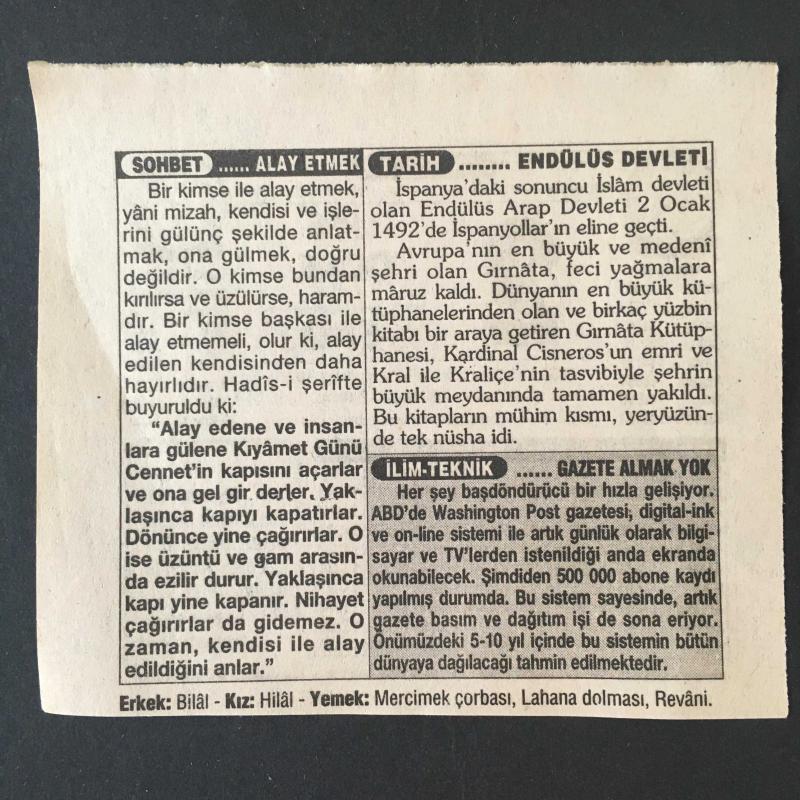 SOHBET ...... ALAY ETMEK
Bir kimse ile alay etmek,
yâni mizah, kendisi ve işle-
rini gülünç şekilde anlat-
mak, ona gülmek, doğru
değildir. O kimse bundan
kırılırsa ve üzülürse, haram-
dır. Bir kimse başkası ile
alay etmemeli, olur ki, alay
edilen kendisinden daha
hayırlıdır. Hadîs-i şerîfte
buyuruldu ki:
“Alay edene ve insan-
lara gülene Kıyâmet Günü
Cennet’in kapısını açarlar
ve ona gel gir derler. Yak-
laşınca kapıyı kapatırlar.
Dönünce yine çağırırlar. O
ise üzüntü ve gam arasın-
da ezilir durur. Yaklaşınca
kapı yine kapanır. Nihayet
çağırırlar da gidemez. O
zaman, kendisi ile alay
edildiğini anlar.”
TARİH ........ ENDÜLÜS DEVLETİ
İspanya’daki sonuncu İslâm devleti
olan Endülüs Arap Devleti 2 Ocak
1492’de İspanyollar’ın eline geçti.
Avrupa’nın en büyük ve medenî
şehri olan Gırnâta, feci yağmalara
mâruz kaldı. Dünyanın en büyük kü-
tüphanelerinden olan ve birkaç yüzbin
kitabı bir araya getiren Gırnâta Kütüp-
hanesi, Kardinal Cisneros’un emri ve
Kral ile Kraliçe’nin tasvibiyle şehrin
büyük meydanında tamamen yakıldı.
Bu kitapların mühim kısmı, yeryüzün-
de tek nüsha idi.
İLİM-TEKNİK ...... GAZETE ALMAK YOK
Her şey başdöndürücü bir hızla gelişiyor.
ABD’de Washington Post gazetesi, digital-ink
ve on-line sistemi ile artık günlük olarak bilgi-
sayar ve TV’lerden istenildiği anda ekranda
okunabilecek. Şimdiden 500 000 abone kaydı
yapılmış durumda. Bu sistem sayesinde, artık
gazete basım ve dağıtım işi de sona eriyor.
Önümüzdeki 5-10 yıl içinde bu sistemin bütün
dünyaya dağılacağı tahmin edilmektedir.
Erkek: Bilâl - Kız: Hilâl - Yemek: Mercimek çorbası, Lahana dolması, Revâni.